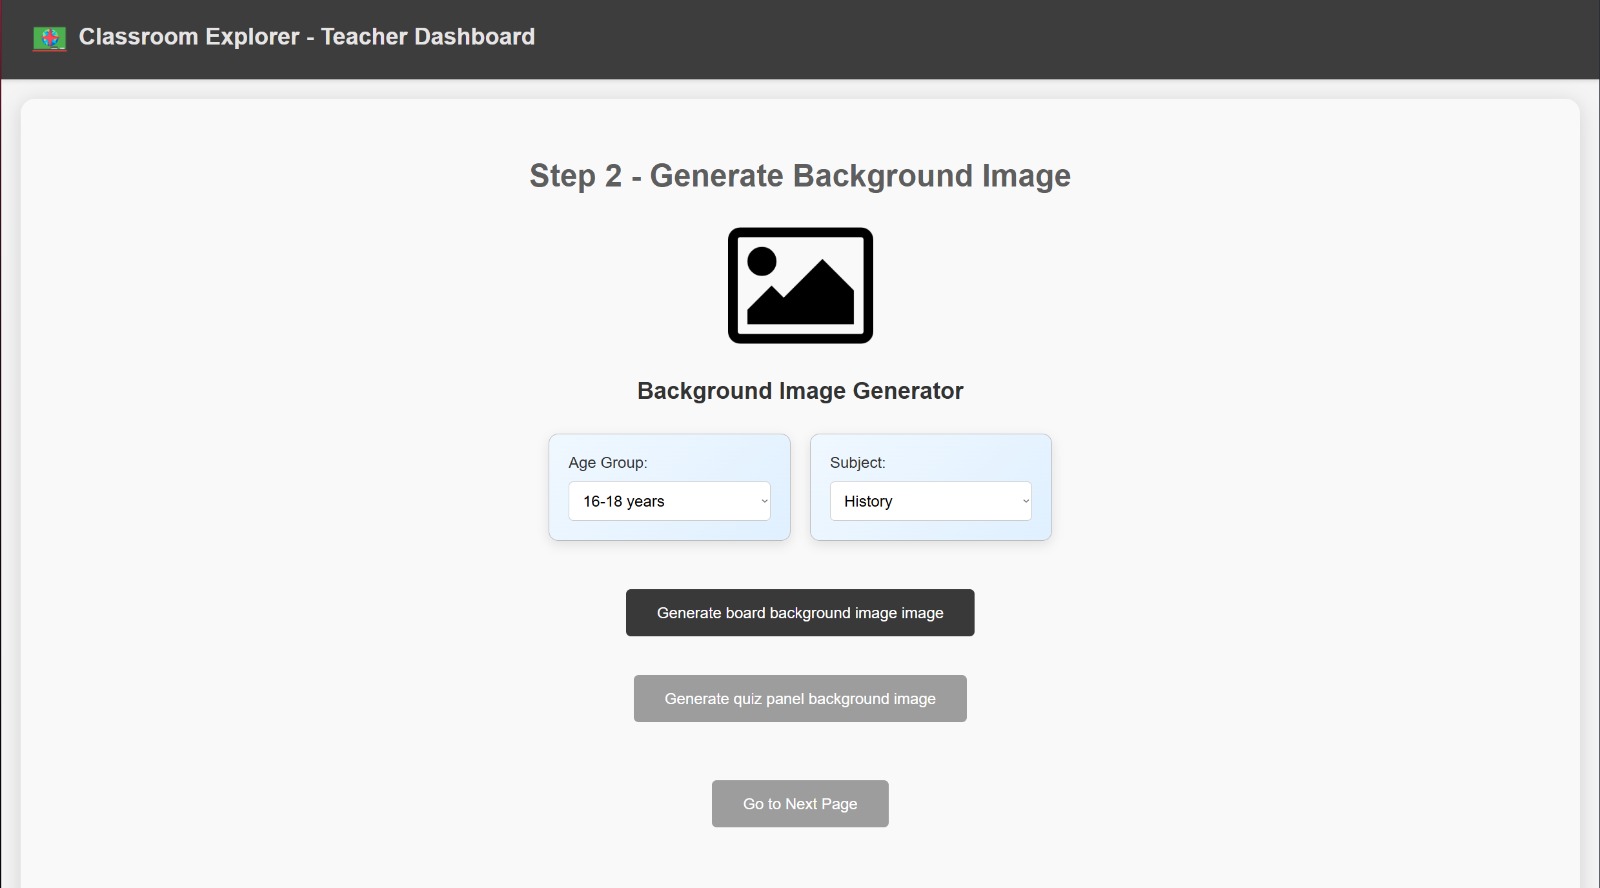 Classroom Explorer - Teacher Dashboard
Step 2 - Generate Background Image
Background Image Generator
Age Group:
16-18 years
Subject:
History
Generate board background image image
Generate quiz panel background image
Go to Next Page